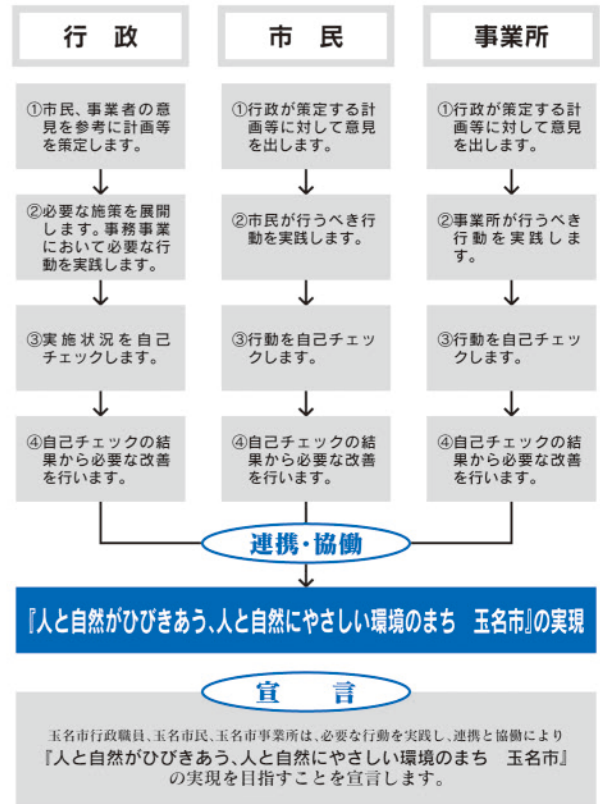 行 政
市 民
事業所
①市民、事業者の意
見を参考に計画等
を策定します。
①行政が策定する計
画等に対して意見
を出します。
①行政が策定する計
画等に対して意見
を出します。
②必要な施策を展開
します。事務事業
において必要な行
動を実践します。
②市民が行うべき行
動を実践します。
②事業所が行うべき
行動を実践しま
す。
③実施状況を自己
チェックします。
③行動を自己チェッ
クします。
③行動を自己チェッ
クします。
④自己チェックの結
果から必要な改善
を行います。
④自己チェックの結
果から必要な改善
を行います。
④自己チェックの結
果から必要な改善
を行います。
連携・協働
『人と自然がひびきあう、人と自然にやさしい環境のまち 玉名市』の実現
宣 言
玉名市行政職員、玉名市民、玉名市事業所は、必要な行動を実践し、連携と協働により
『人と自然がひびきあう、人と自然にやさしい環境のまち 玉名市』
の実現を目指すことを宣言します。